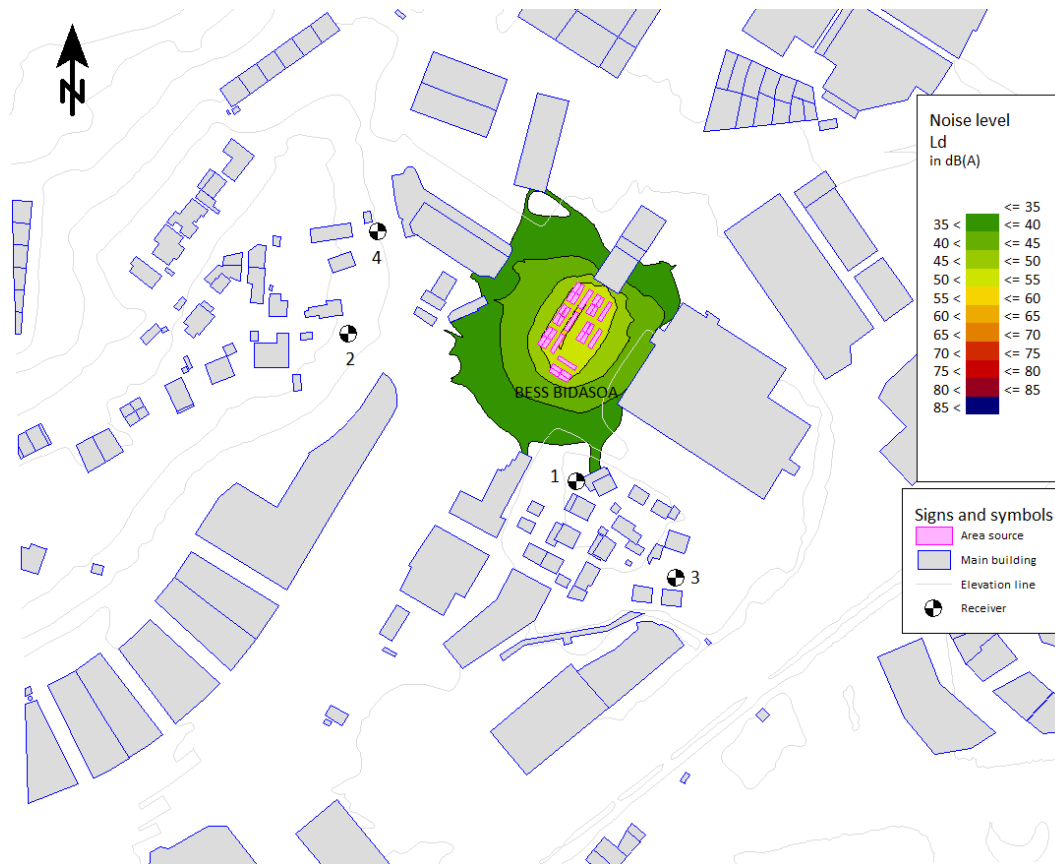 N
Noise level
Ld
in dB(A)
<= 35
35 < <= 40
40 < <= 45
45 < <= 50
50 < <= 55
55 < <= 60
60 < <= 65
65 < <= 70
70 < <= 75
75 < <= 80
80 < <= 85
85 <
4
2
BESS BIDASOA
1
3
Signs and symbols
Area source
Main building
Elevation line
Receiver